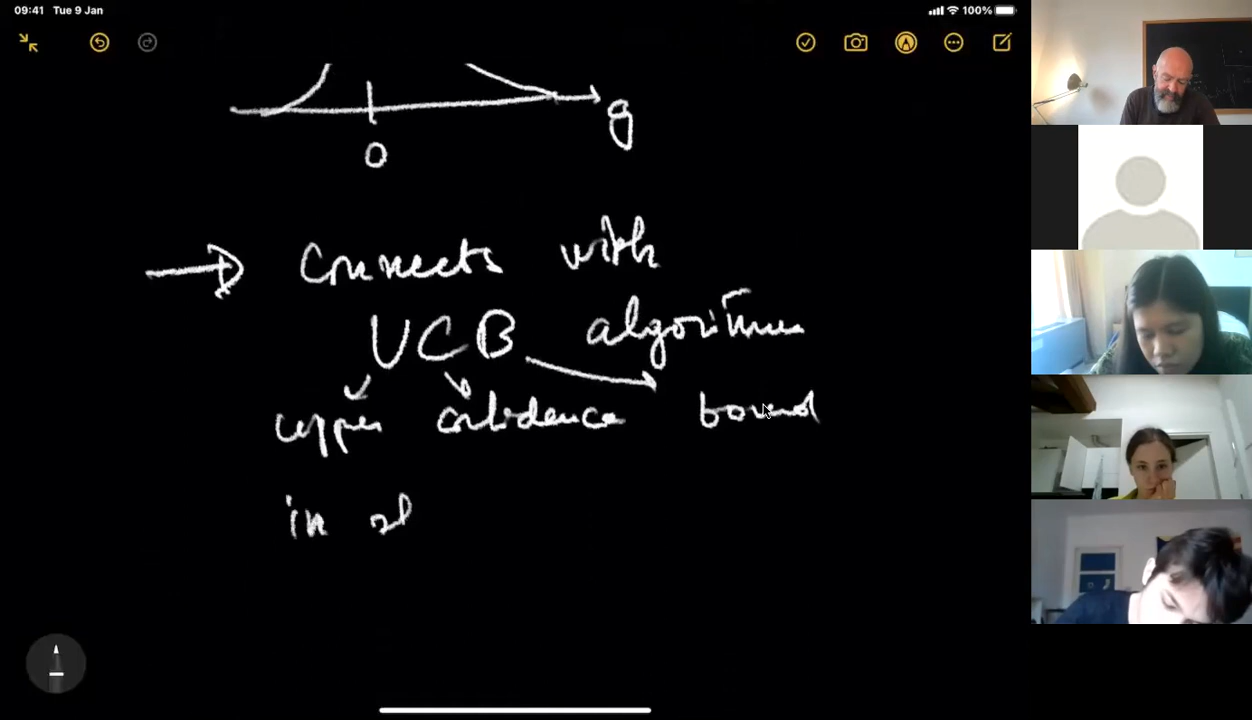 09:41 Tue 9 Jan 100%
g
0
connects with
UCB algorithm
upper confidence bound
in